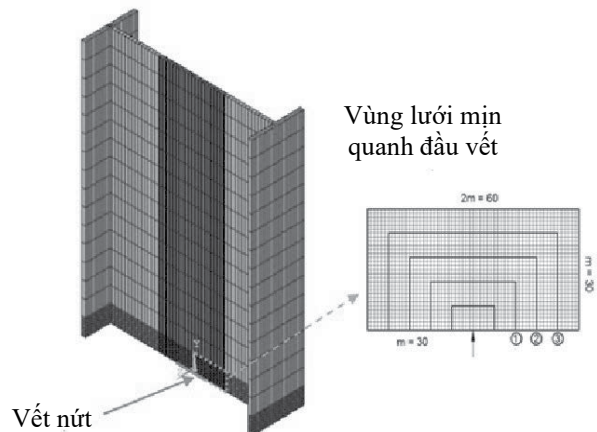 Vùng lưới mịn
quanh đầu vết
2m = 60
m = 30
m = 30
① ② ③
Vết nứt